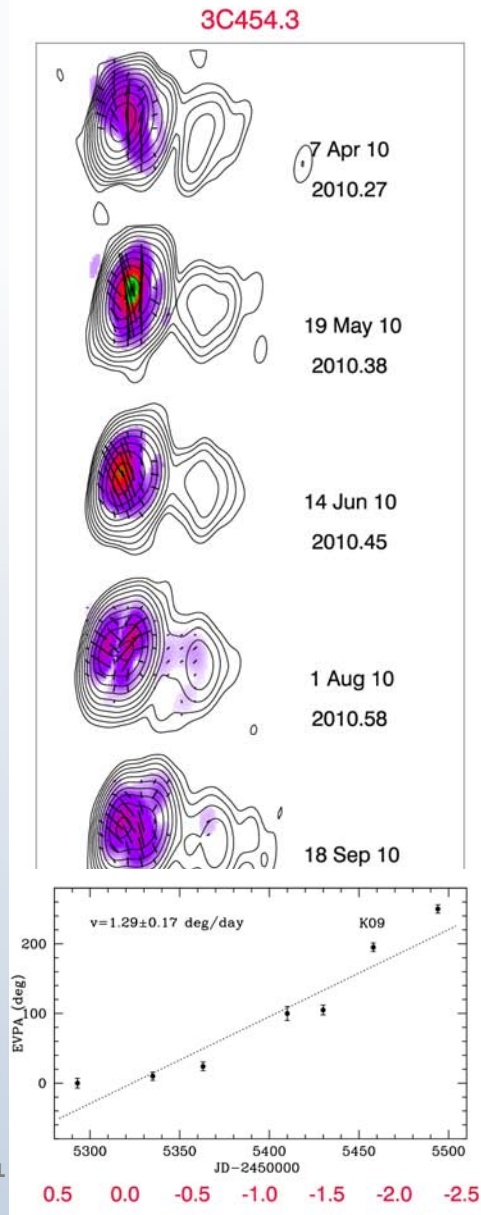 3C454.3
7 Apr 10
2010.27
19 May 10
2010.38
14 Jun 10
2010.45
1 Aug 10
2010.58
18 Sep 10
v=1.29±0.17 deg/day K09
EVPA (deg)
200
100
0
5300 5350 5400 5450 5500
JD-2450000
0.5 0.0 -0.5 -1.0 -1.5 -2.0 -2.5